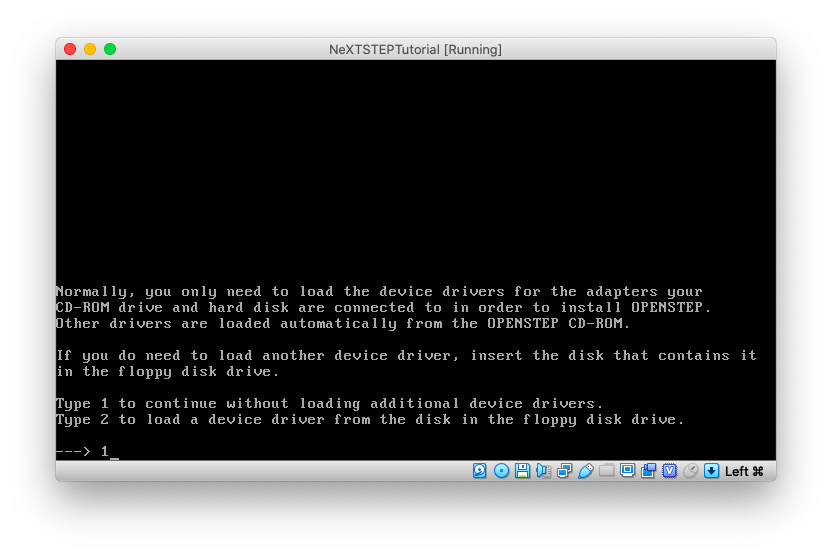 NeXTSTEPTutorial [Running]
Normally, you only need to load the device drivers for the adapters your
CD-ROM drive and hard disk are connected to in order to install OPENSTEP.
Other drivers are loaded automatically from the OPENSTEP CD-ROM.
If you do need to load another device driver, insert the disk that contains it
in the floppy disk drive.
Type 1 to continue without loading additional device drivers.
Type 2 to load a device driver from the disk in the floppy disk drive.
---> 1_
Left ⌘